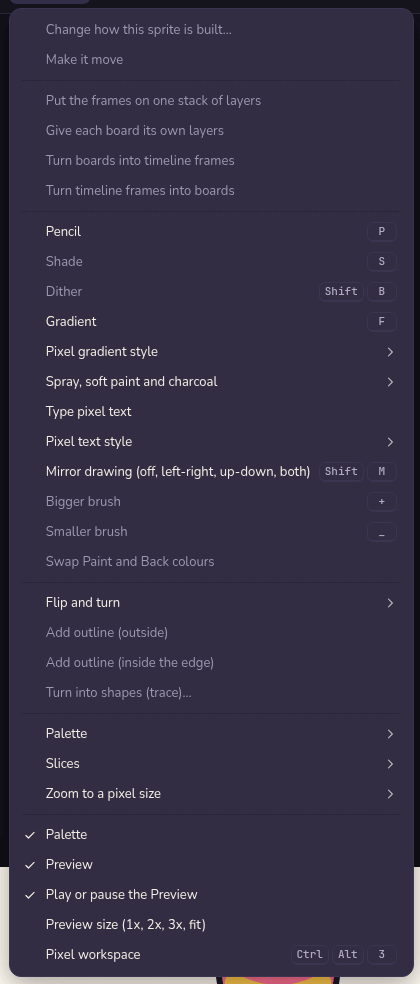 Change how this sprite is built...
Make it move
Put the frames on one stack of layers
Give each board its own layers
Turn boards into timeline frames
Turn timeline frames into boards
Pencil P
Shade S
Dither Shift B
Gradient F
Pixel gradient style
Spray, soft paint and charcoal
Type pixel text
Pixel text style
Mirror drawing (off, left-right, up-down, both) Shift M
Bigger brush +
Smaller brush _
Swap Paint and Back colours
Flip and turn
Add outline (outside)
Add outline (inside the edge)
Turn into shapes (trace)...
Palette
Slices
Zoom to a pixel size
Palette
Preview
Play or pause the Preview
Preview size (1x, 2x, 3x, fit)
Pixel workspace Ctrl Alt 3